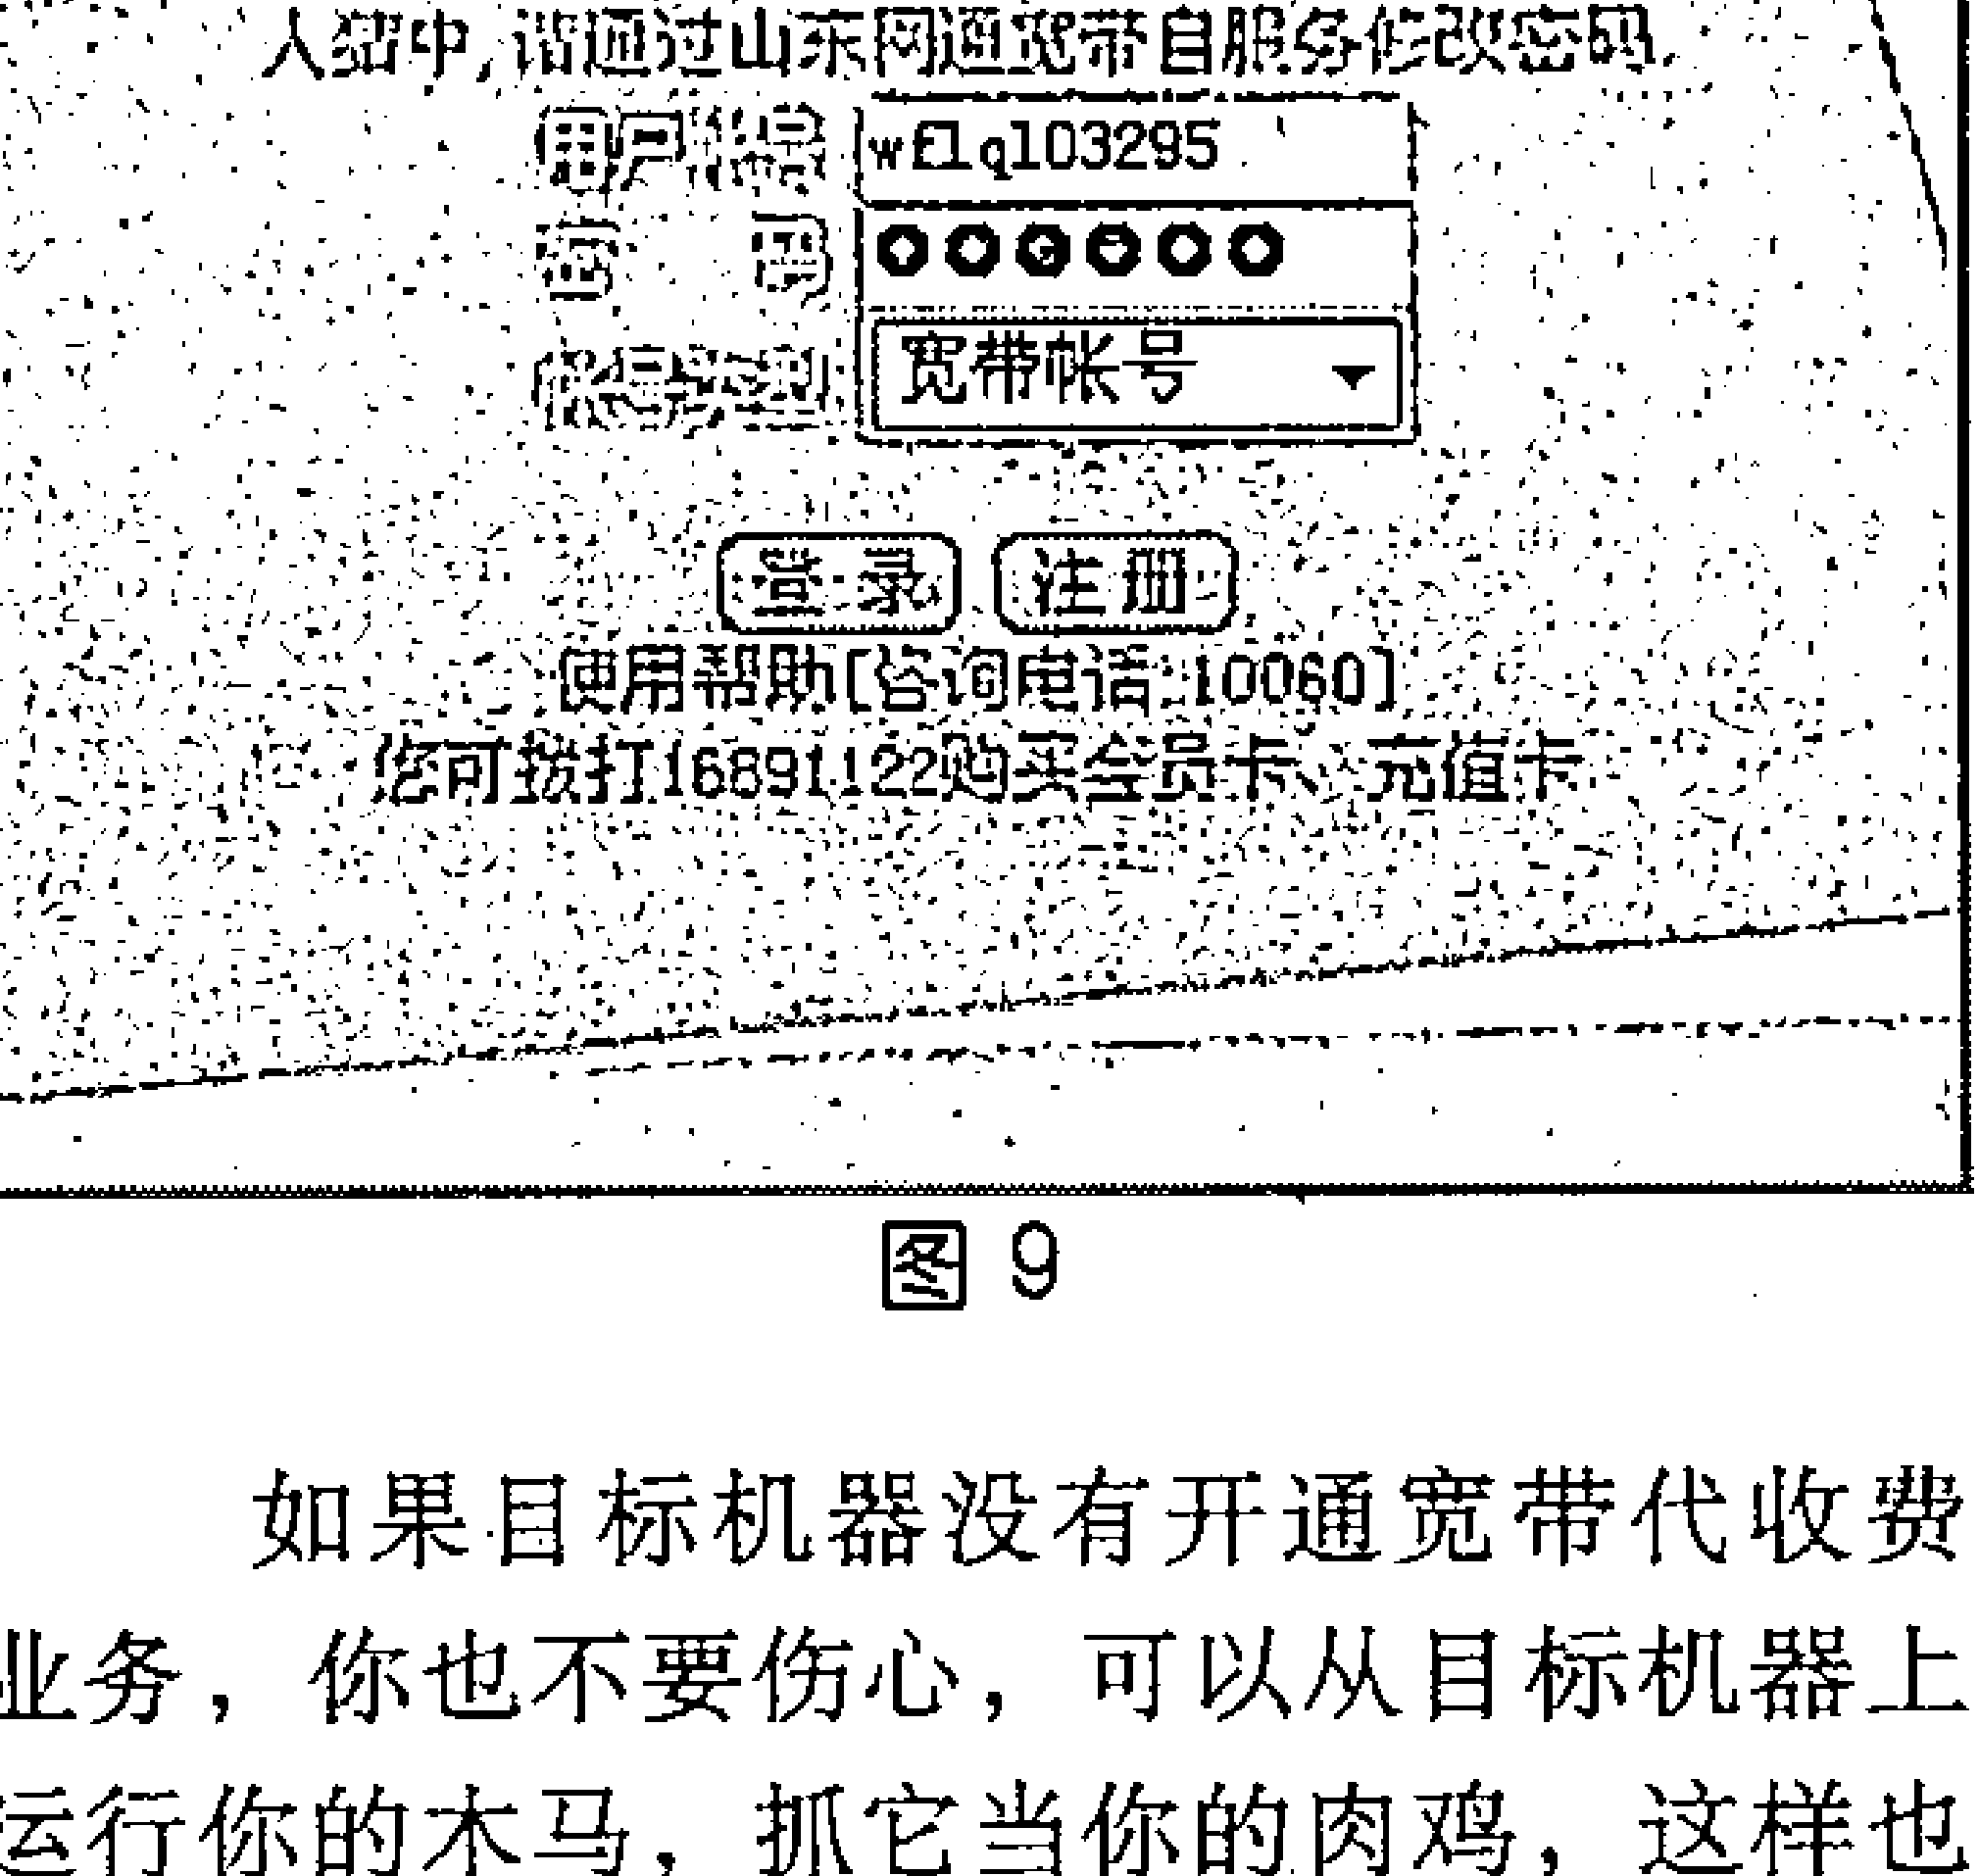 人猫中,请通过山东网通宽带自服务修改密码.
用户 wflql03295
宽带帐号
登 录 注 册
使用帮助[咨询电话:10060]
您可拨打16891122购买会员卡、充值卡
图 9
如果目标机器没有开通宽带代收费
业务，你也不要伤心，可以从目标机器上
运行你的木马，抓它当你的肉鸡，这样也